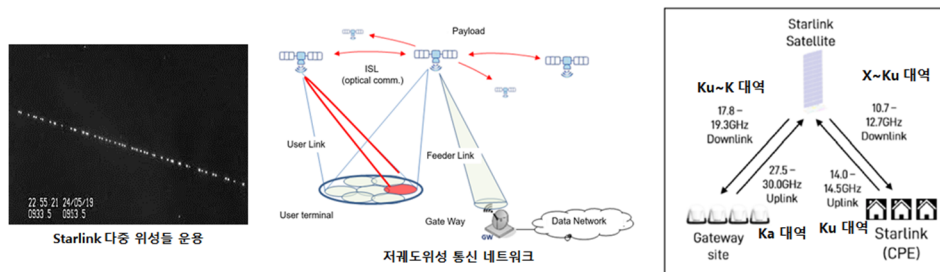 22 55 21 24/05/19
0933 5 0953 5
Starlink 다중 위성들 운용
Payload
ISL
(optical comm.)
User Link
Feeder Link
User terminal
Gate Way
GW
Data Network
저궤도위성 통신 네트워크
Starlink
Satellite
Ku~K 대역
X~Ku 대역
17.8 –
19.3GHz
Downlink
10.7 –
12.7GHz
Downlink
27.5 –
30.0GHz
Uplink
14.0 –
14.5GHz
Uplink
Ka 대역
Ku 대역
Gateway
site
Starlink
(CPE)